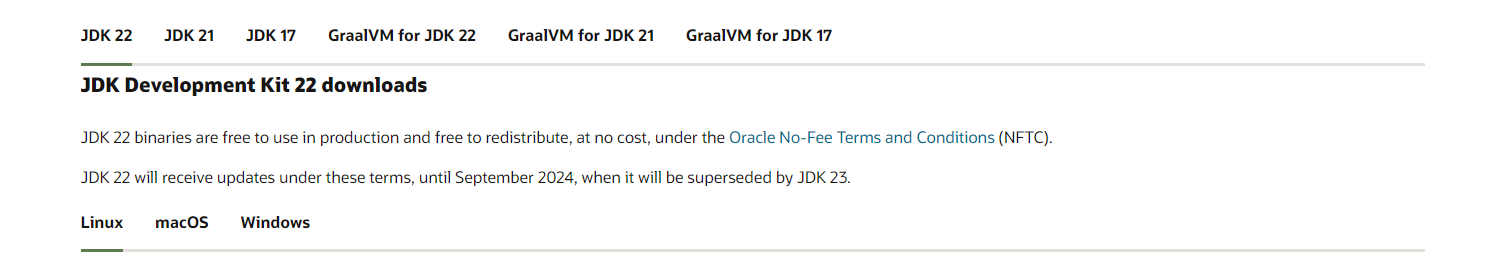 JDK 22 JDK 21 JDK 17 GraalVM for JDK 22 GraalVM for JDK 21 GraalVM for JDK 17
JDK Development Kit 22 downloads
JDK 22 binaries are free to use in production and free to redistribute, at no cost, under the Oracle No-Fee Terms and Conditions (NFTC).
JDK 22 will receive updates under these terms, until September 2024, when it will be superseded by JDK 23.
Linux macOS Windows